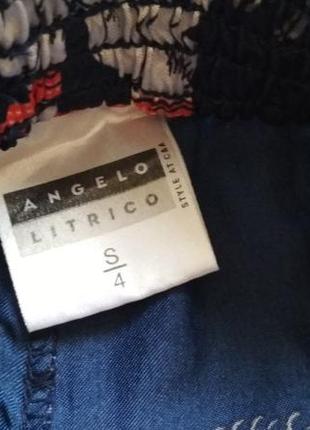 ANGELO
LITRICO
STYLE AT C&A
S
4